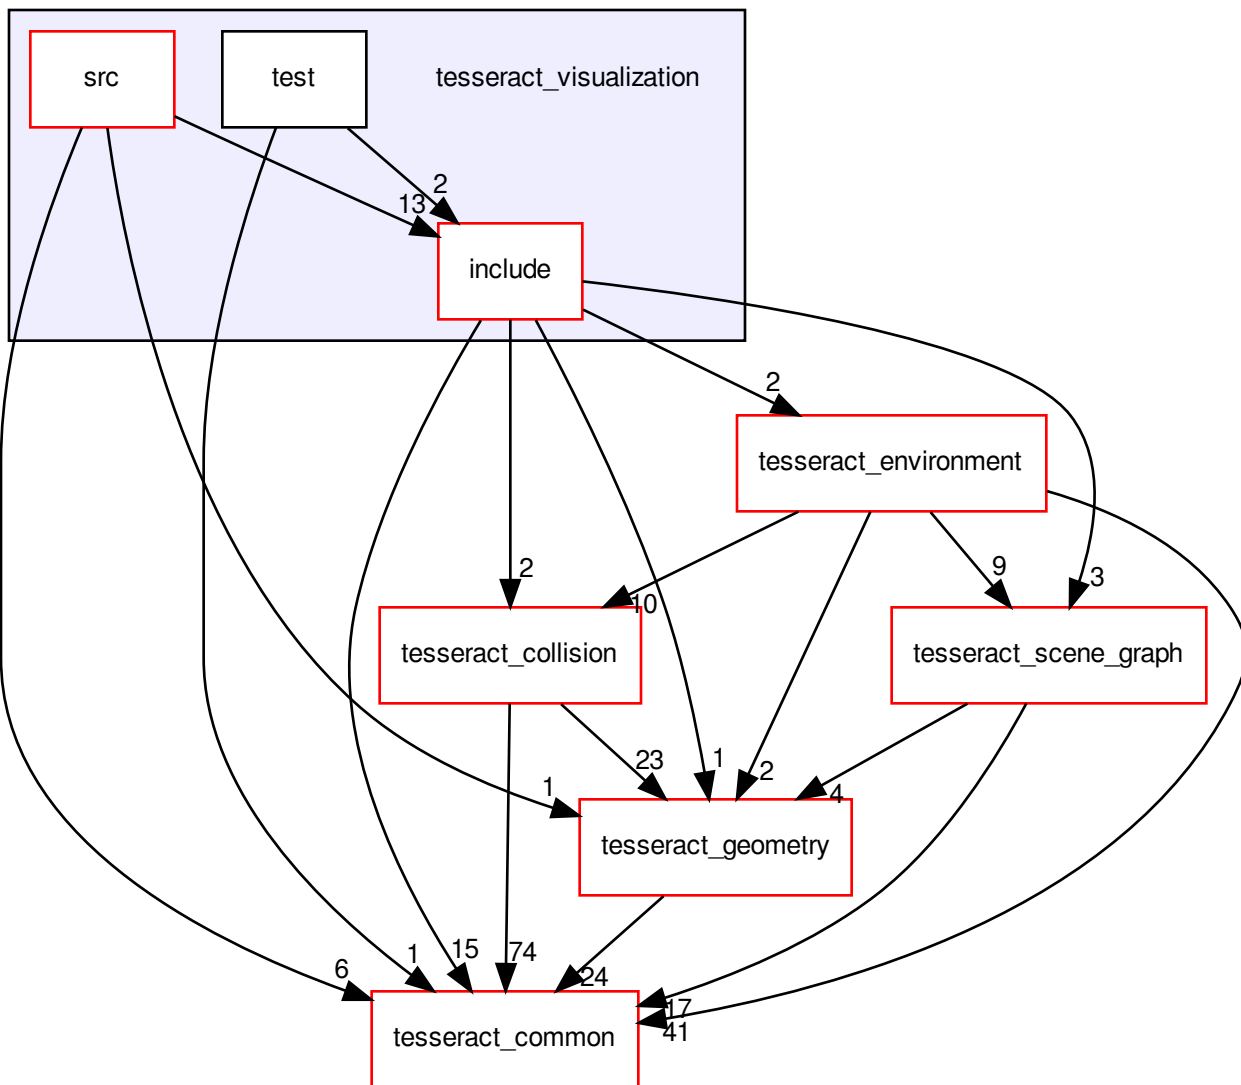 src
test
tesseract_visualization
2
13
include
2
tesseract_environment
2
9
3
10
tesseract_collision
tesseract_scene_graph
23
1
2
1
4
tesseract_geometry
15
1
74
6
24
17
41
tesseract_common